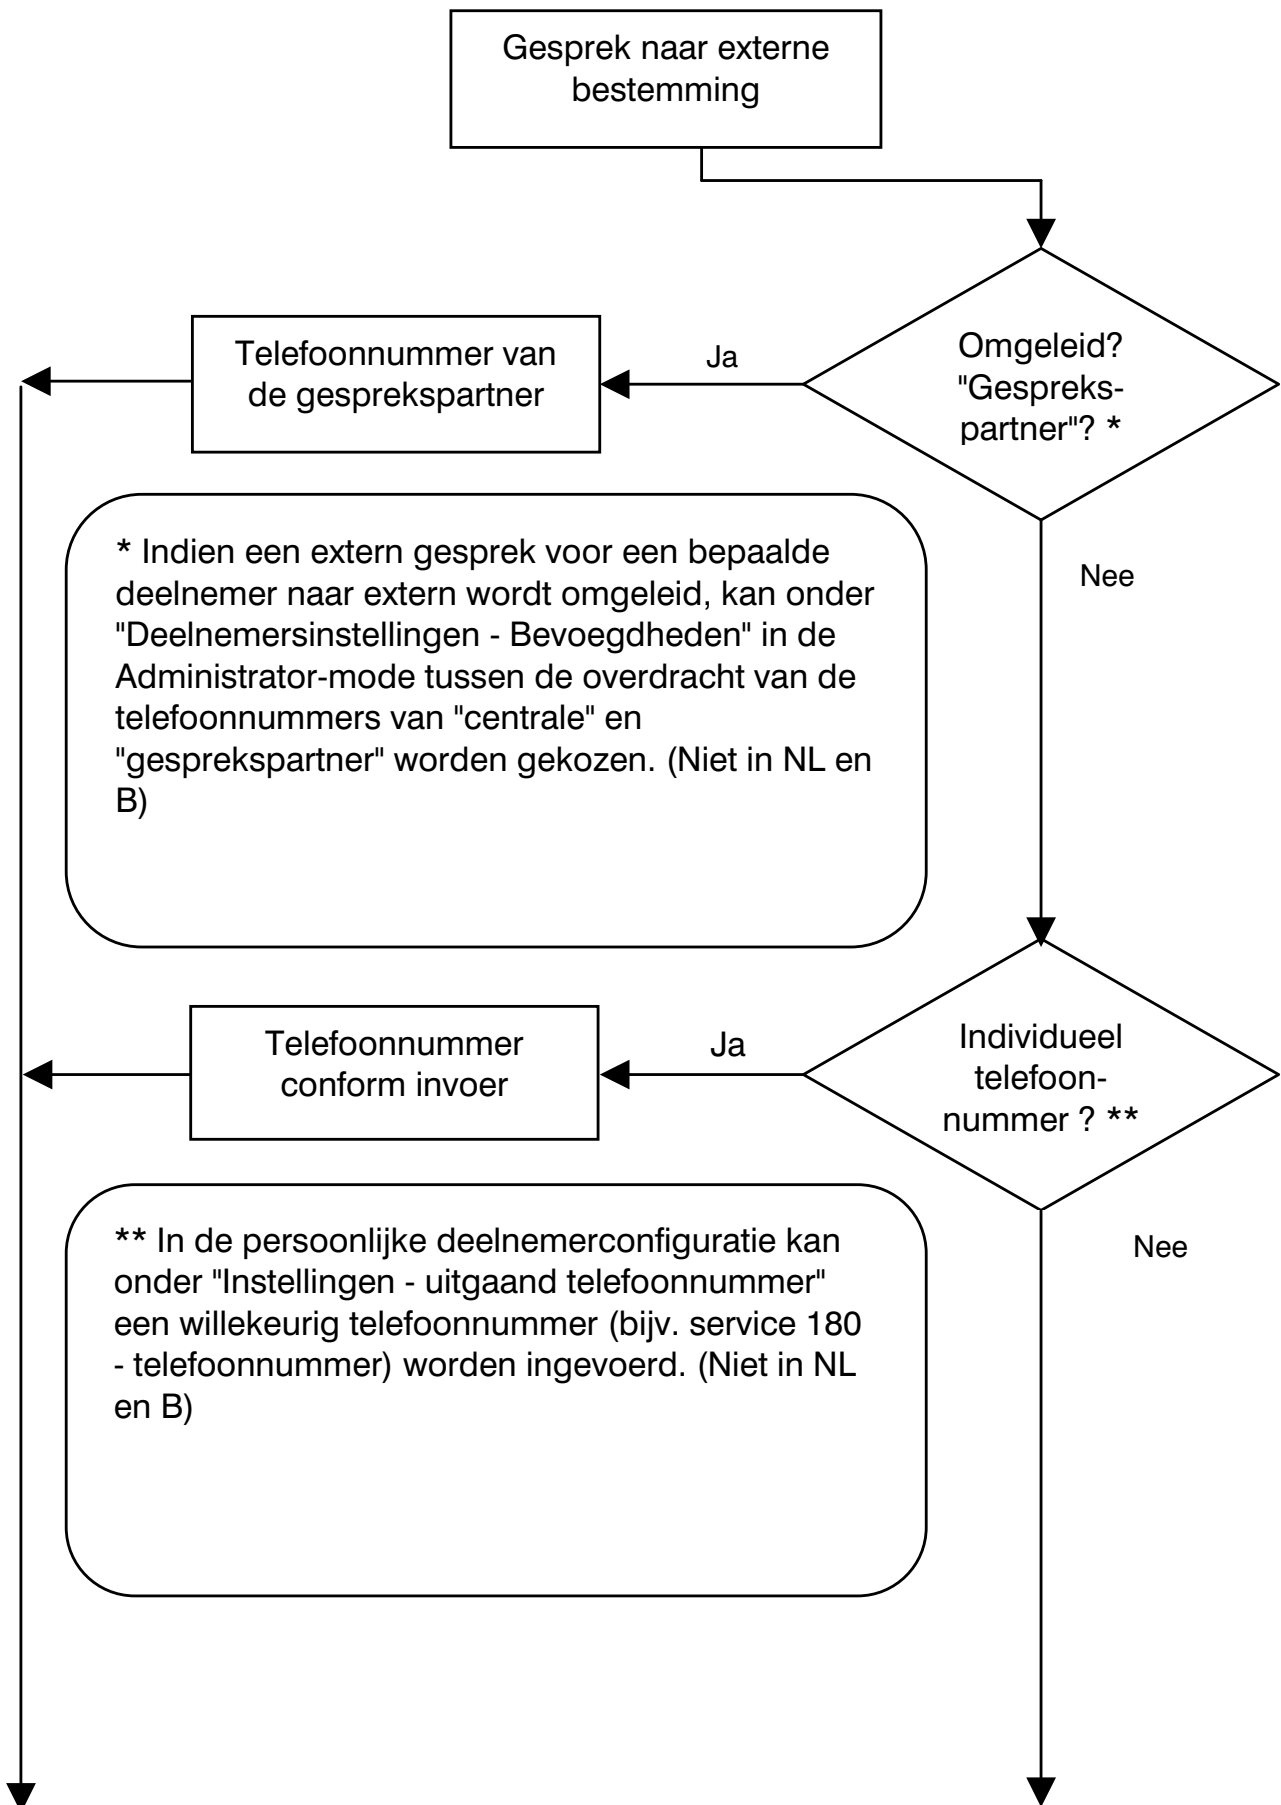 Gesprek naar externe
bestemming
Omgeleid?
"Gespreks-
partner"? *
Ja
Telefoonnummer van
de gesprekspartner
Nee
* Indien een extern gesprek voor een bepaalde
deelnemer naar extern wordt omgeleid, kan onder
"Deelnemersinstellingen - Bevoegdheden" in de
Administrator-mode tussen de overdracht van de
telefoonnummers van "centrale" en
"gesprekspartner" worden gekozen. (Niet in NL en
B)
Individueel
telefoon-
nummer ? **
Ja
Telefoonnummer
conform invoer
Nee
** In de persoonlijke deelnemerconfiguratie kan
onder "Instellingen - uitgaand telefoonnummer"
een willekeurig telefoonnummer (bijv. service 180
- telefoonnummer) worden ingevoerd. (Niet in NL
en B)